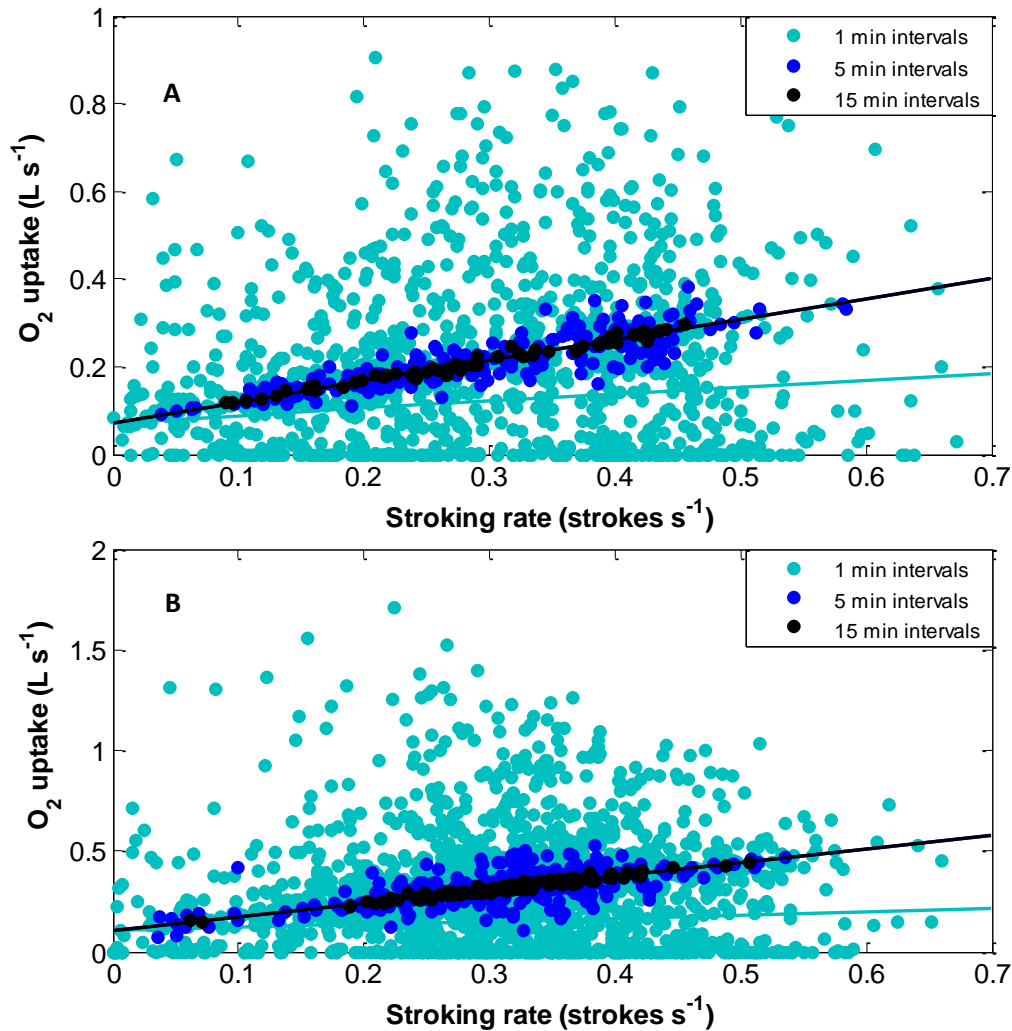 A
1 min intervals
5 min intervals
15 min intervals
1
0.8
0.6
0.4
0.2
0
O2 uptake (L s-1)
0 0.1 0.2 0.3 0.4 0.5 0.6 0.7
Stroking rate (strokes s-1)
B
1 min intervals
5 min intervals
15 min intervals
2
1.5
1
0.5
0
O2 uptake (L s-1)
0 0.1 0.2 0.3 0.4 0.5 0.6 0.7
Stroking rate (strokes s-1)